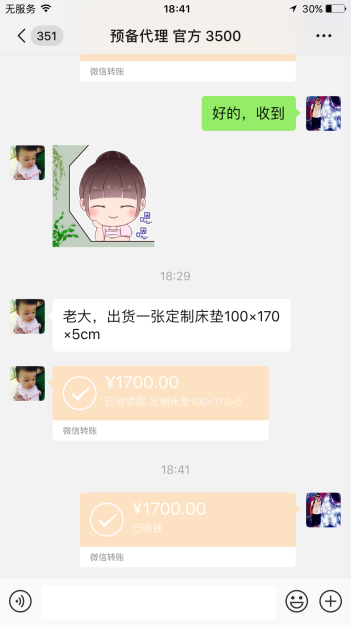 无服务
18:41
30%
351
预备代理 官方 3500
微信转账
好的，收到
18:29
老大，出货一张定制床垫100×170
×5cm
¥1700.00
已被领取-定制床垫100×170×5...
微信转账
18:41
¥1700.00
已收钱
微信转账